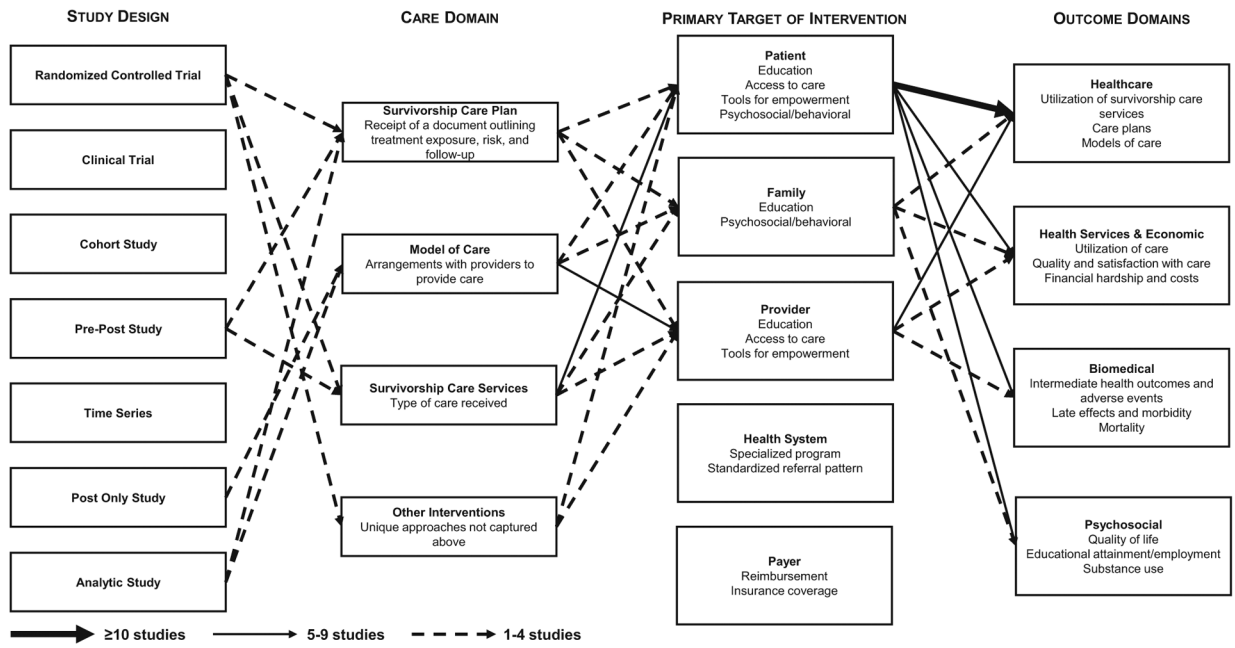 STUDY DESIGN
Randomized Controlled Trial
Clinical Trial
Cohort Study
Pre-Post Study
Time Series
Post Only Study
Analytic Study
CARE DOMAIN
Survivorship Care Plan
Receipt of a document outlining
treatment exposure, risk, and
follow-up
Model of Care
Arrangements with providers to
provide care
Survivorship Care Services
Type of care received
Other Interventions
Unique approaches not captured
above
PRIMARY TARGET OF INTERVENTION
Patient
Education
Access to care
Tools for empowerment
Psychosocial/behavioral
Family
Education
Psychosocial/behavioral
Provider
Education
Access to care
Tools for empowerment
Health System
Specialized program
Standardized referral pattern
Payer
Reimbursement
Insurance coverage
OUTCOME DOMAINS
Healthcare
Utilization of survivorship care
services
Care plans
Models of care
Health Services & Economic
Utilization of care
Quality and satisfaction with care
Financial hardship and costs
Biomedical
Intermediate health outcomes and
adverse events
Late effects and morbidity
Mortality
Psychosocial
Quality of life
Educational attainment/employment
Substance use
≥10 studies
5-9 studies
1-4 studies